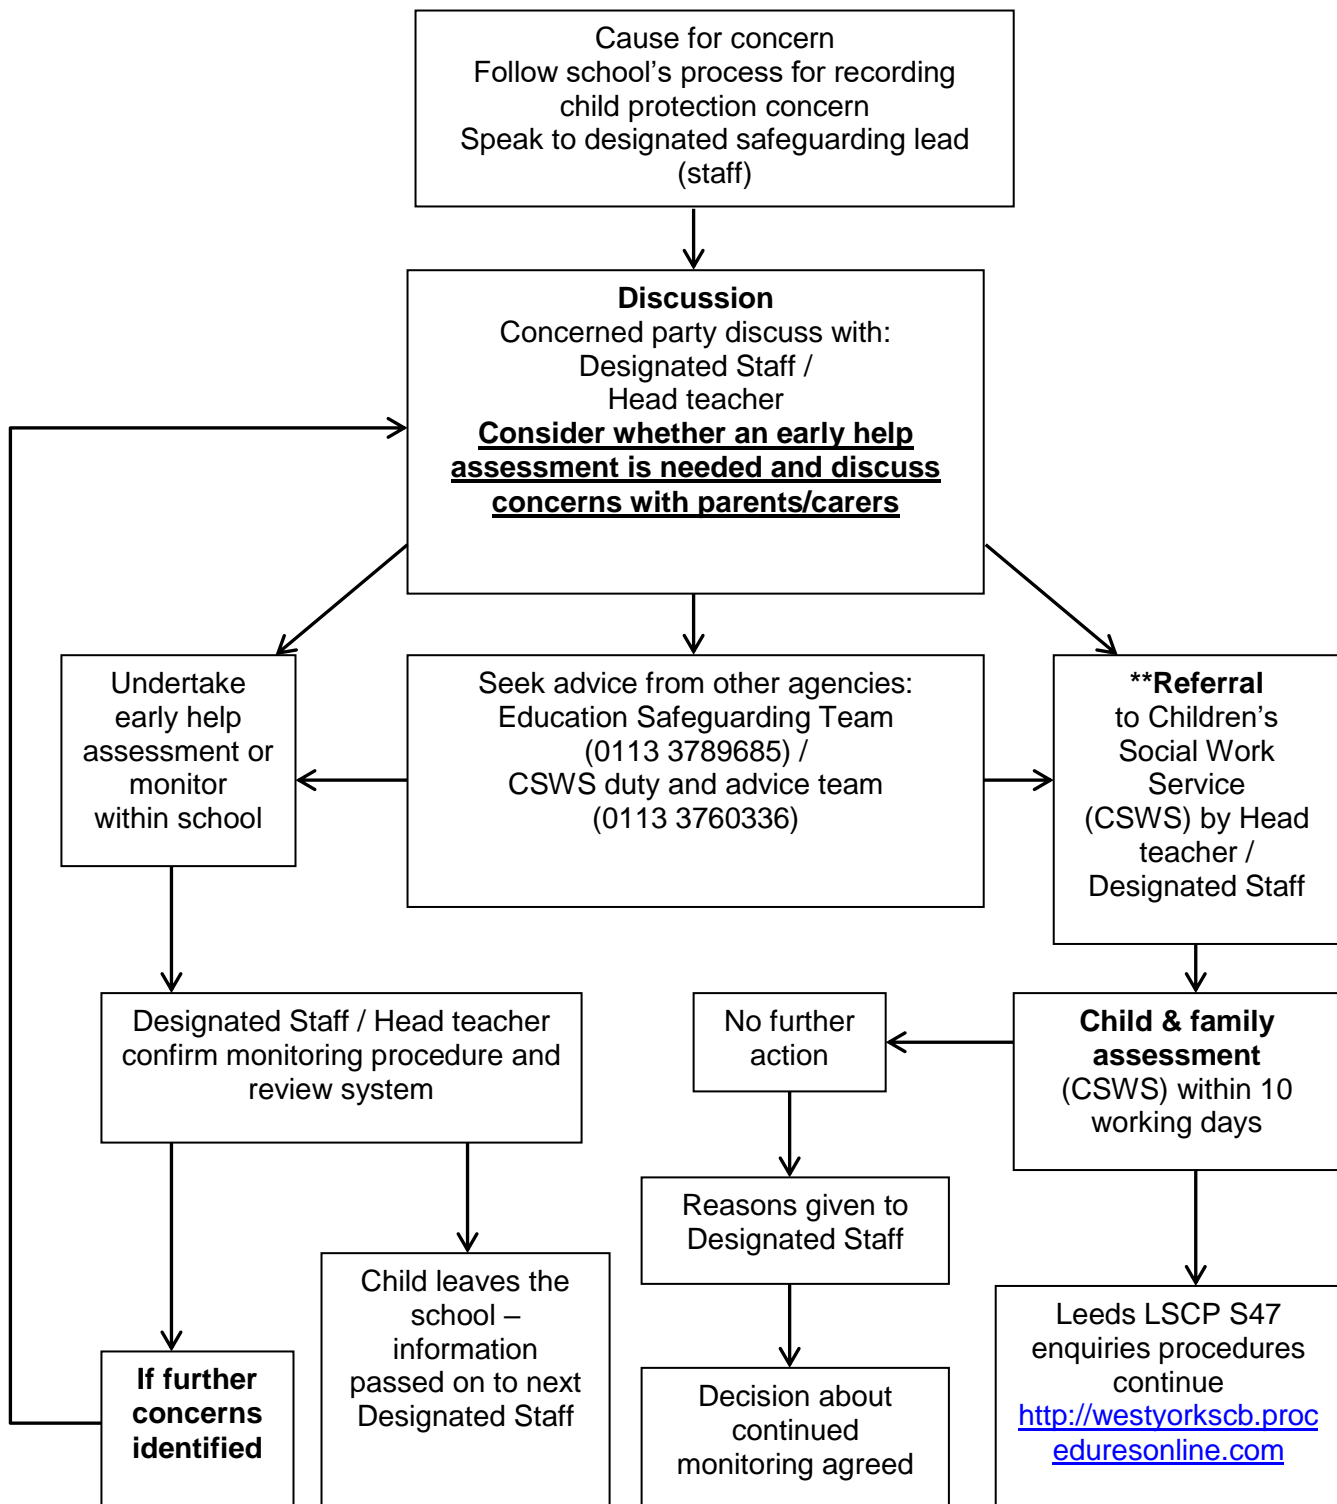 Cause for concern
Follow school’s process for recording
child protection concern
Speak to designated safeguarding lead
(staff)
Discussion
Concerned party discuss with:
Designated Staff /
Head teacher
Consider whether an early help
assessment is needed and discuss
concerns with parents/carers
Undertake
early help
assessment or
monitor
within school
Seek advice from other agencies:
Education Safeguarding Team
(0113 3789685) /
CSWS duty and advice team
(0113 3760336)
**Referral
to Children’s
Social Work
Service
(CSWS) by Head
teacher /
Designated Staff
Designated Staff / Head teacher
confirm monitoring procedure and
review system
No further
action
Child & family
assessment
(CSWS) within 10
working days
Reasons given to
Designated Staff
If further
concerns
identified
Child leaves the
school –
information
passed on to next
Designated Staff
Decision about
continued
monitoring agreed
Leeds LSCP S47
enquiries procedures
continue
http://westyorkscb.proc
eduresonline.com